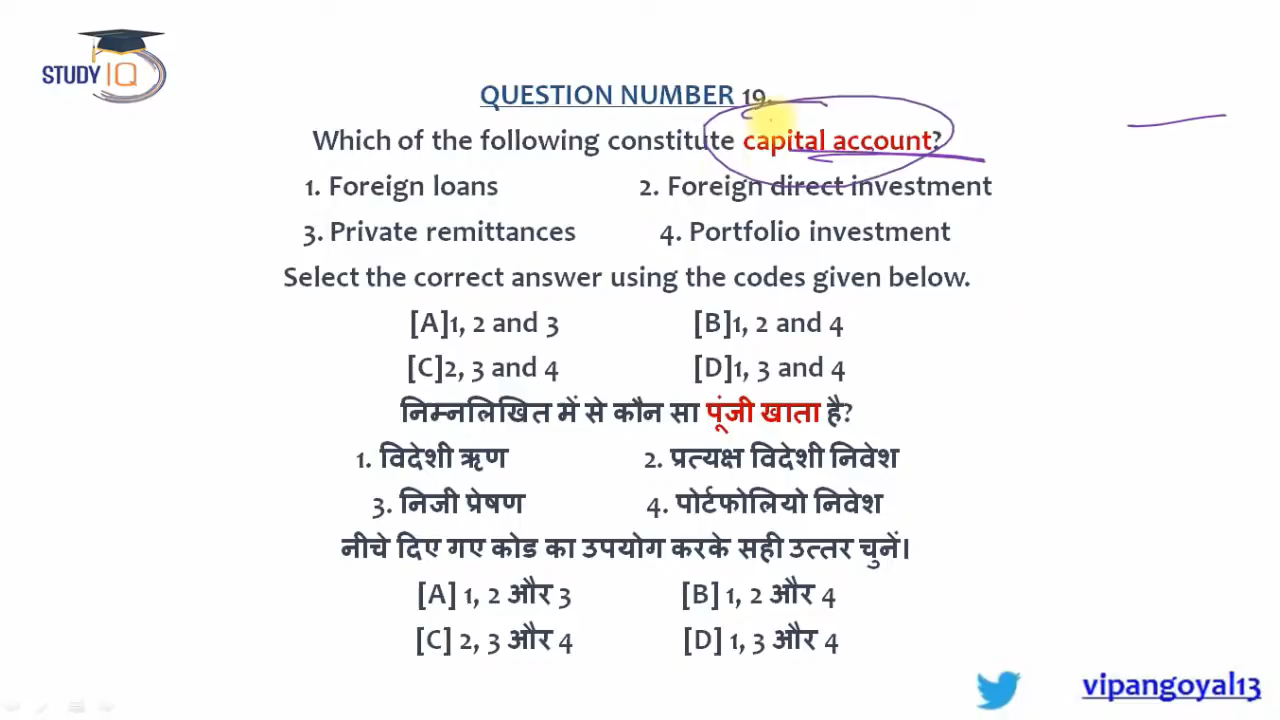 STUDY IQ
QUESTION NUMBER 19.
Which of the following constitute capital account?
1. Foreign loans 2. Foreign direct investment
3. Private remittances 4. Portfolio investment
Select the correct answer using the codes given below.
[A]1, 2 and 3 [B]1, 2 and 4
[C]2, 3 and 4 [D]1, 3 and 4
निम्नलिखित में से कौन सा पूंजी खाता है?
1. विदेशी ऋण 2. प्रत्यक्ष विदेशी निवेश
3. निजी प्रेषण 4. पोर्टफोलियो निवेश
नीचे दिए गए कोड का उपयोग करके सही उत्तर चुनें।
[A] 1, 2 और 3 [B] 1, 2 और 4
[C] 2, 3 और 4 [D] 1, 3 और 4
vipangoyal13